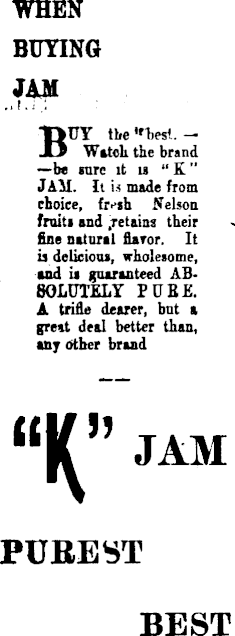 WHEN
BUYING
JAM
BUY the best. —
Watch the brand
—be sure it is "K"
JAM. It is made from
choice, fresh Nelson
fruits and retains their
fine natural flavor. It
is delicious, wholesome,
and is guaranteed AB-
SOLUTELY PURE.
A trifle dearer, but a
great deal better than,
any other brand
"K" JAM
PUREST
BEST